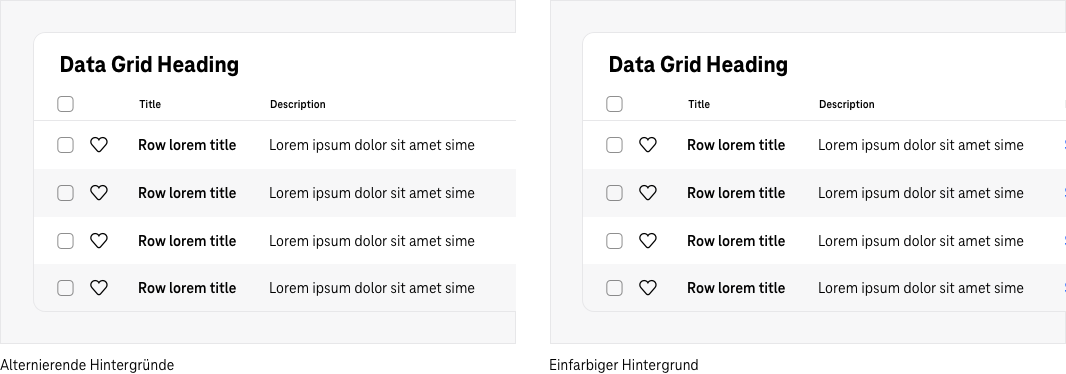 Data Grid Heading
Title Description
Row lorem title Lorem ipsum dolor sit amet sime
Row lorem title Lorem ipsum dolor sit amet sime
Row lorem title Lorem ipsum dolor sit amet sime
Row lorem title Lorem ipsum dolor sit amet sime
Alternierende Hintergründe
Data Grid Heading
Title Description
Row lorem title Lorem ipsum dolor sit amet sime
Row lorem title Lorem ipsum dolor sit amet sime
Row lorem title Lorem ipsum dolor sit amet sime
Row lorem title Lorem ipsum dolor sit amet sime
Einfarbiger Hintergrund